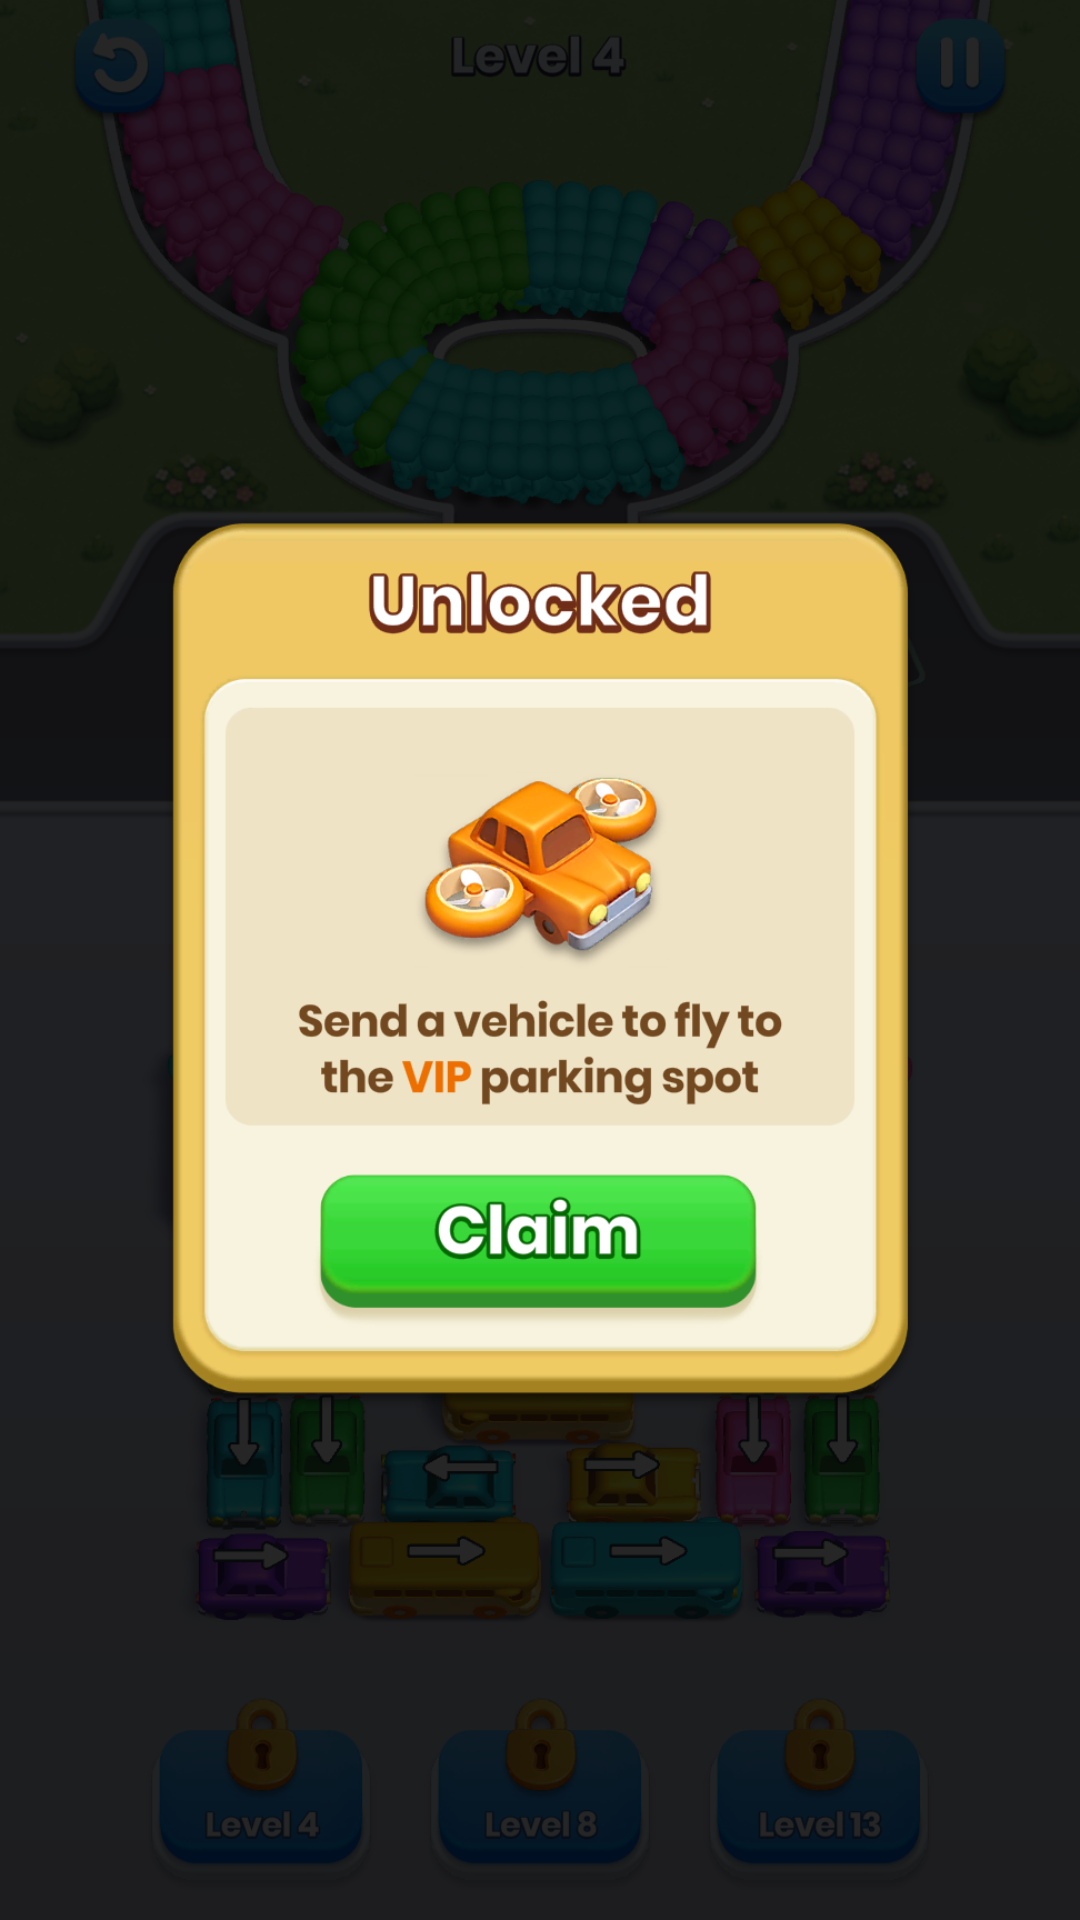 Level 4
Unlocked
Send a vehicle to fly to
the VIP parking spot
Claim
Level 4
Level 8
Level 13